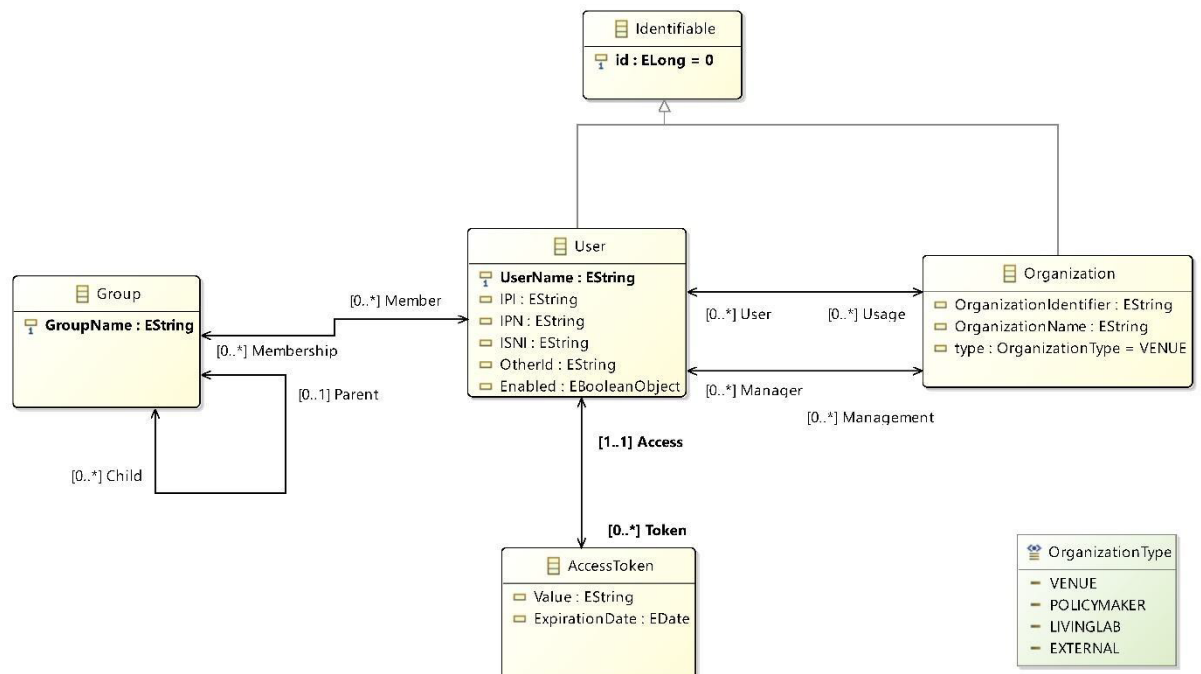 Identifiable
id : ELong = 0
User
UserName : EString
IPI : EString
IPN : EString
ISNI : EString
OtherId : EString
Enabled : EBooleanObject
Group
GroupName : EString
[0..*] Member
[0..*] Membership
[0..1] Parent
[0..*] Child
Organization
OrganizationIdentifier : EString
OrganizationName : EString
type : OrganizationType = VENUE
[0..*] User
[0..*] Usage
[0..*] Manager
[0..*] Management
[1..1] Access
[0..*] Token
AccessToken
Value : EString
ExpirationDate : EDate
OrganizationType
VENUE
POLICYMAKER
LIVINGLAB
EXTERNAL